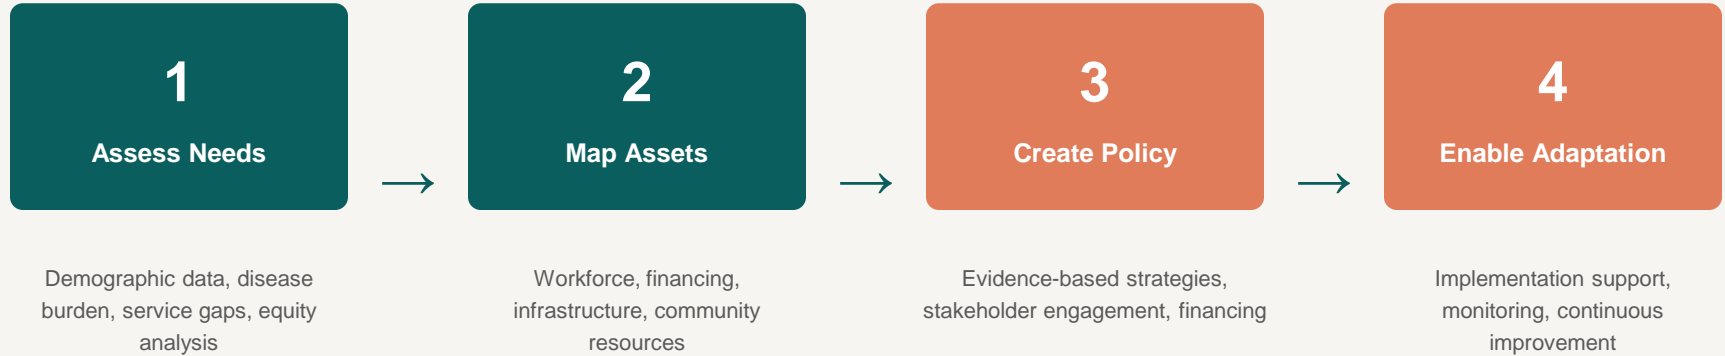 1
Assess Needs
Demographic data, disease
burden, service gaps, equity
analysis
→
2
Map Assets
Workforce, financing,
infrastructure, community
resources
→
3
Create Policy
Evidence-based strategies,
stakeholder engagement, financing
→
4
Enable Adaptation
Implementation support,
monitoring, continuous
improvement